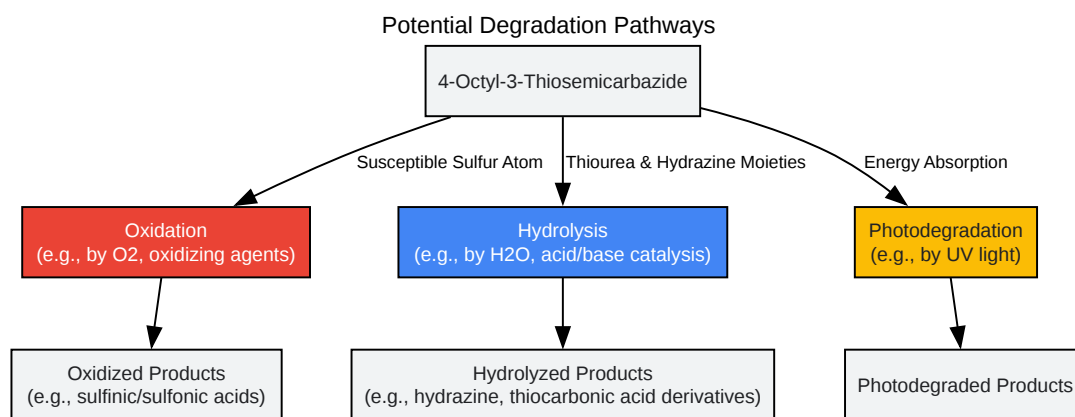 Potential Degradation Pathways
4-Octyl-3-Thiosemicarbazide
Susceptible Sulfur Atom
Thiourea & Hydrazine Moieties
Energy Absorption
Oxidation
(e.g., by O2, oxidizing agents)
Hydrolysis
(e.g., by H2O, acid/base catalysis)
Photodegradation
(e.g., by UV light)
Oxidized Products
(e.g., sulfinic/sulfonic acids)
Hydrolyzed Products
(e.g., hydrazine, thiocarbonic acid derivatives)
Photodegraded Products